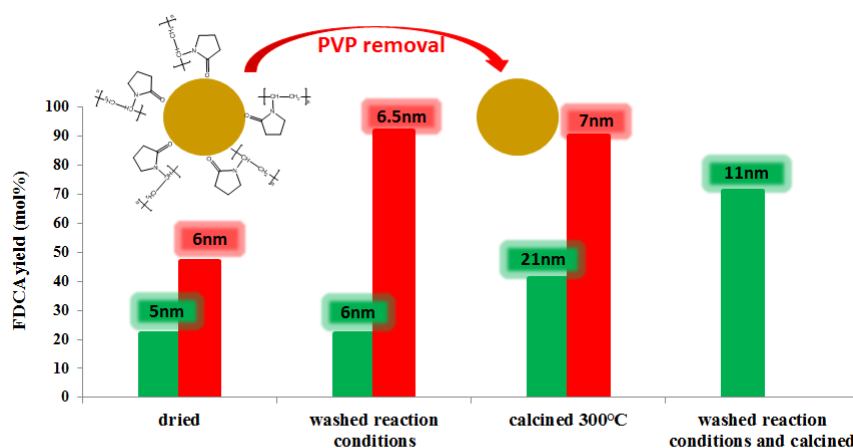 PVP removal
FDCA yield (mol%)
100
90
80
70
60
50
40
30
20
10
0
5nm
6nm
6nm
6.5nm
21nm
7nm
11nm
dried
washed reaction
conditions
calcined 300°C
washed reaction
conditions and calcined